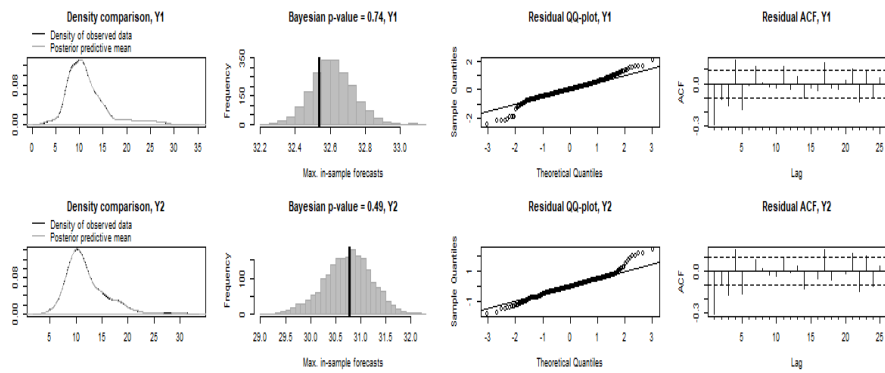 Density comparison, Y1
Density of observed data
Posterior predictive mean
0.00 0.08
0 5 10 15 20 25 30 35
Bayesian p-value = 0.74, Y1
Frequency
0 150 350
32.2 32.4 32.6 32.8 33.0
Max. in-sample forecasts
Residual QQ-plot, Y1
Sample Quantiles
-2 0 2
-3 -2 -1 0 1 2 3
Theoretical Quantiles
Residual ACF, Y1
ACF
-0.3 0.0
5 10 15 20 25
Lag
Density comparison, Y2
Density of observed data
Posterior predictive mean
0.00 0.08
5 10 15 20 25 30
Bayesian p-value = 0.49, Y2
Frequency
0 100
29.0 29.5 30.0 30.5 31.0 31.5 32.0
Max. in-sample forecasts
Residual QQ-plot, Y2
Sample Quantiles
-1 1
-3 -2 -1 0 1 2 3
Theoretical Quantiles
Residual ACF, Y2
ACF
-0.3 0.0
5 10 15 20 25
Lag